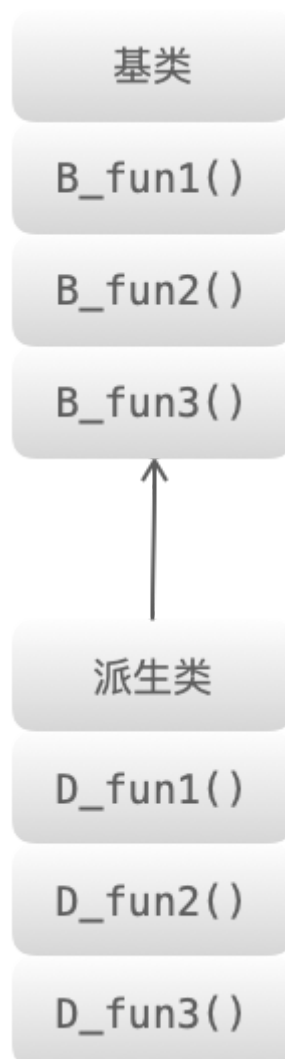 基类
B_fun1()
B_fun2()
B_fun3()
派生类
D_fun1()
D_fun2()
D_fun3()